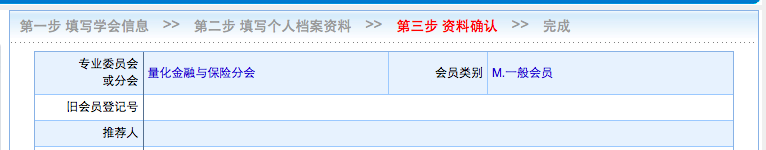 第一步 填写学会信息 >> 第二步 填写个人档案资料 >> 第三步 资料确认 >> 完成
专业委员会
或分会 量化金融与保险分会 会员类别 M.一般会员
旧会员登记号
推荐人